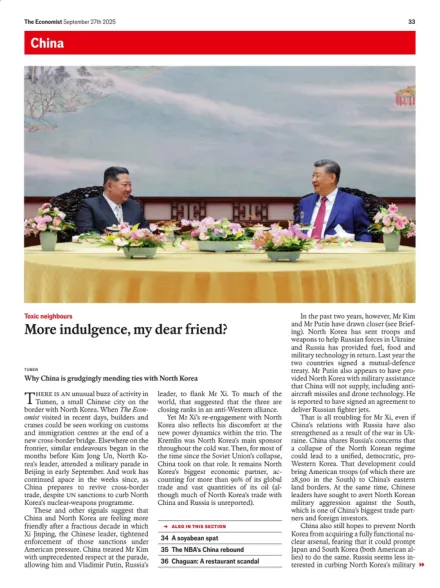 The Economist September 27th 2025
33
China
Toxic neighbours
More indulgence, my dear friend?
TUMEN
Why China is grudgingly mending ties with North Korea
THERE IS AN unusual buzz of activity in
Tumen, a small Chinese city on the
border with North Korea. When The Econ-
omist visited in recent days, builders and
cranes could be seen working on customs
and immigration centres at the end of a
new cross-border bridge. Elsewhere on the
frontier, similar endeavours began in the
months before Kim Jong Un, North Ko-
rea's leader, attended a military parade in
Beijing in early September. And work has
continued apace in the weeks since, as
China prepares to revive cross-border
trade, despite UN sanctions to curb North
Korea's nuclear-weapons programme.
These and other signals suggest that
China and North Korea are feeling more
friendly after a fractious decade in which
Xi Jinping, the Chinese leader, tightened
enforcement of those sanctions under
American pressure. China treated Mr Kim
with unprecedented respect at the parade,
allowing him and Vladimir Putin, Russia's
leader, to flank Mr Xi. To much of the
world, that suggested that the three are
closing ranks in an anti-Western alliance.
Yet Mr Xi's re-engagement with North
Korea also reflects his discomfort at the
new power dynamics within the trio. The
Kremlin was North Korea's main sponsor
throughout the cold war. Then, for most of
the time since the Soviet Union's collapse,
China took on that role. It remains North
Korea's biggest economic partner, ac-
counting for more than 90% of its global
trade and vast quantities of its oil (al-
though much of North Korea's trade with
China and Russia is unreported).
→ ALSO IN THIS SECTION
34 A soyabean spat
35 The NBA's China rebound
36 Chaguan: A restaurant scandal
In the past two years, however, Mr Kim
and Mr Putin have drawn closer (see Brief-
ing). North Korea has sent troops and
weapons to help Russian forces in Ukraine
and Russia has provided fuel, food and
military technology in return. Last year the
two countries signed a mutual-defence
treaty. Mr Putin also appears to have pro-
vided North Korea with military assistance
that China will not supply, including anti-
aircraft missiles and drone technology. He
is reported to have signed an agreement to
deliver Russian fighter jets.
That is all troubling for Mr Xi, even if
China's relations with Russia have also
strengthened as a result of the war in Uk-
raine. China shares Russia's concerns that
a collapse of the North Korean regime
could lead to a unified, democratic, pro-
Western Korea. That development could
bring American troops (of which there are
28,500 in the South) to China's eastern
land borders. At the same time, Chinese
leaders have sought to avert North Korean
military aggression against the South,
which is one of China's biggest trade part-
ners and foreign investors.
China also still hopes to prevent North
Korea from acquiring a fully functional nu-
clear arsenal, fearing that it could prompt
Japan and South Korea (both American al-
lies) to do the same. Russia seems less in-
terested in curbing North Korea's military